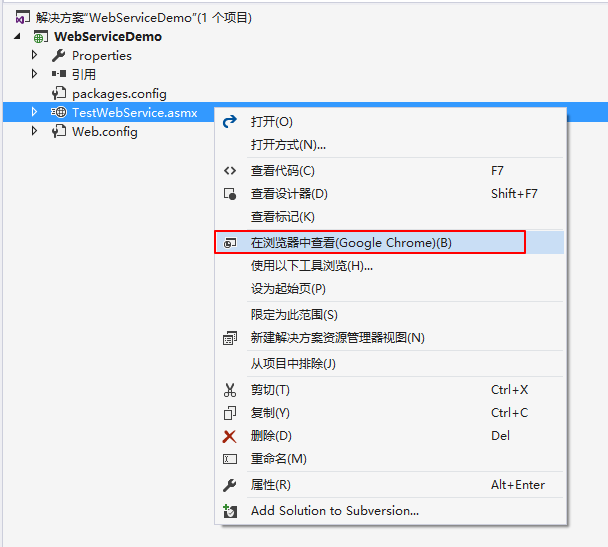 解决方案"WebServiceDemo"(1 个项目)
WebServiceDemo
Properties
引用
packages.config
TestWebService.asmx
Web.config
打开(O)
打开方式(N)...
查看代码(C) F7
查看设计器(D) Shift+F7
查看标记(K)
在浏览器中查看(Google Chrome)(B)
使用以下工具浏览(H)...
设为起始页(P)
限定为此范围(S)
新建解决方案资源管理器视图(N)
从项目中排除(J)
剪切(T) Ctrl+X
复制(Y) Ctrl+C
删除(D) Del
重命名(M)
属性(R) Alt+Enter
Add Solution to Subversion...